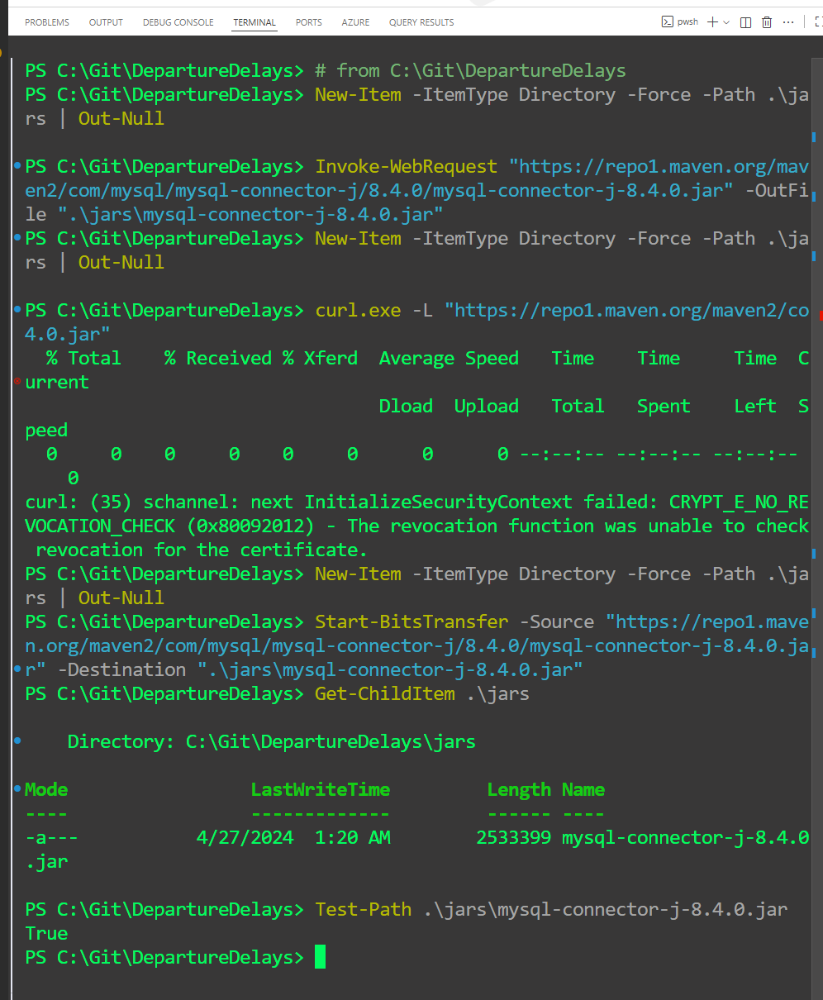 PROBLEMS OUTPUT DEBUG CONSOLE TERMINAL PORTS AZURE QUERY RESULTS pwsh
PS C:\Git\DepartureDelays> # from C:\Git\DepartureDelays
PS C:\Git\DepartureDelays> New-Item -ItemType Directory -Force -Path .\ja
rs | Out-Null
PS C:\Git\DepartureDelays> Invoke-WebRequest "https://repo1.maven.org/mav
en2/com/mysql/mysql-connector-j/8.4.0/mysql-connector-j-8.4.0.jar" -OutFi
le ".\jars\mysql-connector-j-8.4.0.jar"
PS C:\Git\DepartureDelays> New-Item -ItemType Directory -Force -Path .\ja
rs | Out-Null
PS C:\Git\DepartureDelays> curl.exe -L "https://repo1.maven.org/maven2/co
4.0.jar"
% Total % Received % Xferd Average Speed Time Time Time C
urrent
Dload Upload Total Spent Left S
peed
0 0 0 0 0 0 0 0 --:--:-- --:--:-- --:--:--
0
curl: (35) schannel: next InitializeSecurityContext failed: CRYPT_E_NO_RE
VOCATION_CHECK (0x80092012) - The revocation function was unable to check
revocation for the certificate.
PS C:\Git\DepartureDelays> New-Item -ItemType Directory -Force -Path .\ja
rs | Out-Null
PS C:\Git\DepartureDelays> Start-BitsTransfer -Source "https://repo1.mave
n.org/maven2/com/mysql/mysql-connector-j/8.4.0/mysql-connector-j-8.4.0.ja
r" -Destination ".\jars\mysql-connector-j-8.4.0.jar"
PS C:\Git\DepartureDelays> Get-ChildItem .\jars
Directory: C:\Git\DepartureDelays\jars
Mode LastWriteTime Length Name
---- ------------- ------ ----
-a--- 4/27/2024 1:20 AM 2533399 mysql-connector-j-8.4.0
.jar
PS C:\Git\DepartureDelays> Test-Path .\jars\mysql-connector-j-8.4.0.jar
True
PS C:\Git\DepartureDelays>